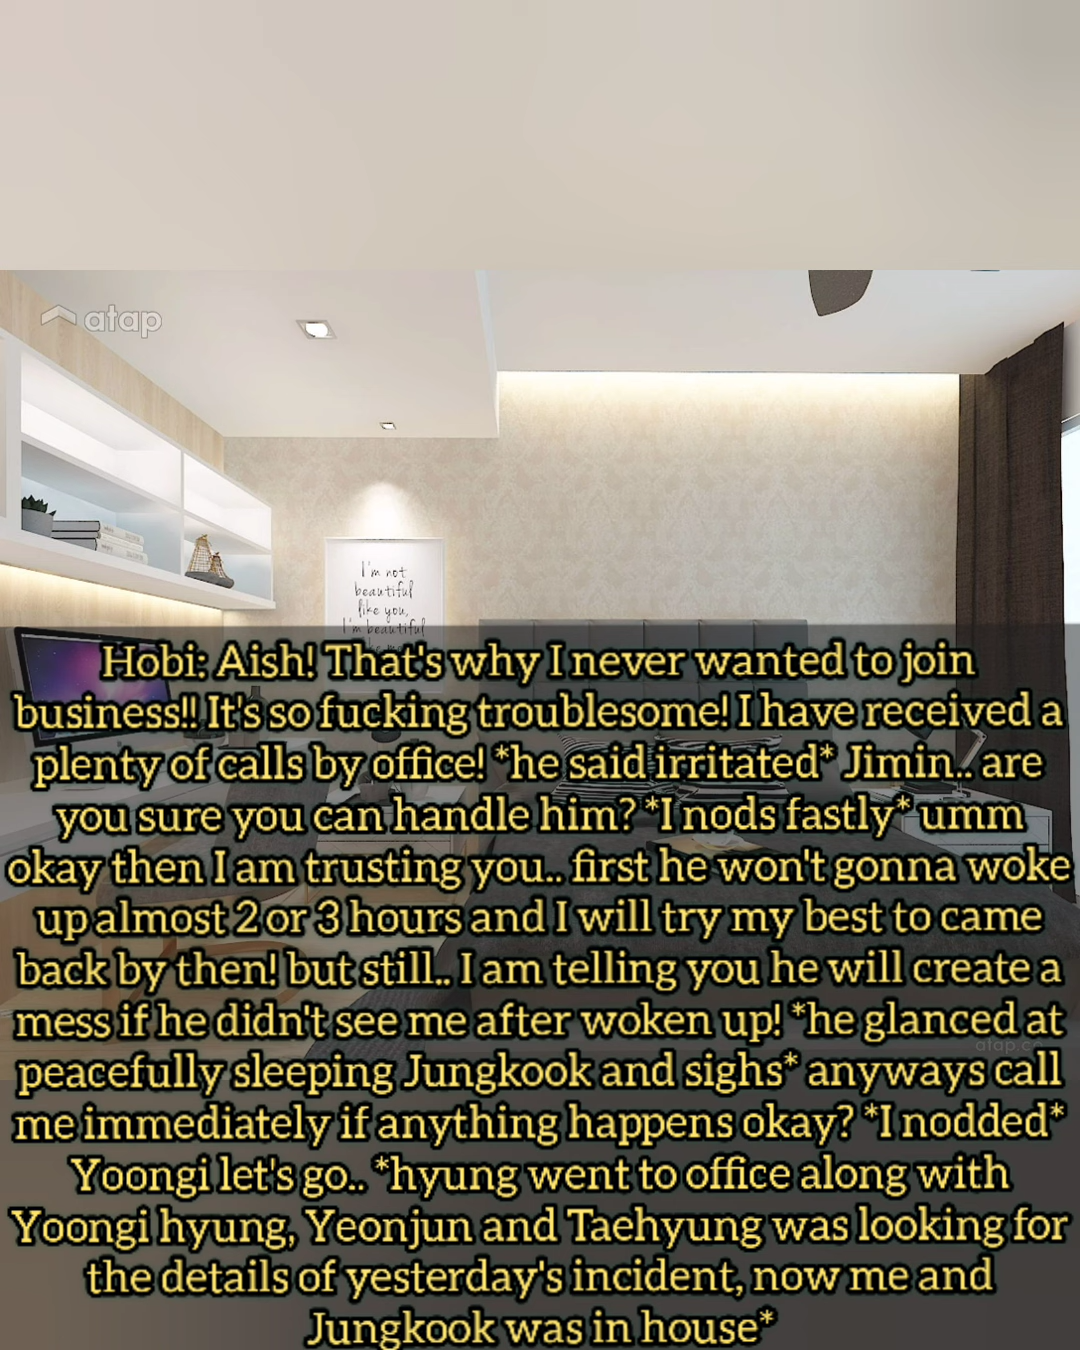 atap
I'm not
beautiful
like you,
I'm beautiful
Hobi: Aish! That's why I never wanted to join
business!! It's so fucking troublesome! I have received a
plenty of calls by office! *he said irritated* Jimin.. are
you sure you can handle him? *I nods fastly* umm
okay then I am trusting you.. first he won't gonna woke
up almost 2 or 3 hours and I will try my best to came
back by then! but still.. I am telling you he will create a
mess if he didn't see me after woken up! *he glanced at
peacefully sleeping Jungkook and sighs* anyways call
me immediately if anything happens okay? *I nodded*
Yoongi let's go.. *hyung went to office along with
Yoongi hyung, Yeonjun and Taehyung was looking for
the details of yesterday's incident, now me and
Jungkook was in house*